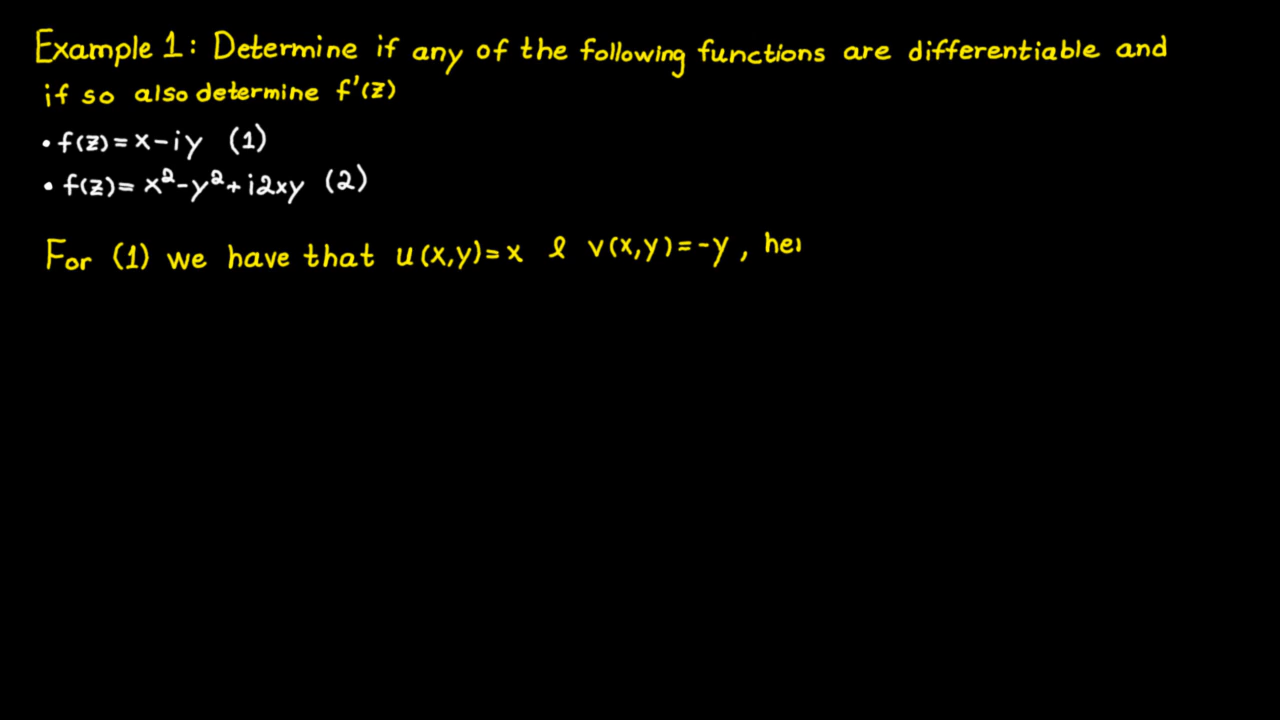 Example 1: Determine if any of the following functions are differentiable and
if so also determine f'(z)
• f(z) = x - iy (1)
• f(z) = x² - y² + i2xy (2)
For (1) we have that u(x,y) = x & v(x,y) = -y , her